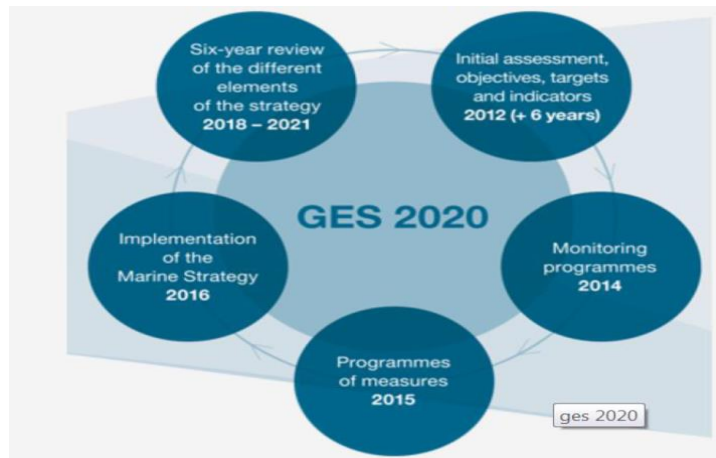 Six-year review
of the different
elements
of the strategy
2018 – 2021
Initial assessment,
objectives, targets
and indicators
2012 (+ 6 years)
GES 2020
Implementation
of the
Marine Strategy
2016
Monitoring
programmes
2014
Programmes
of measures
2015
ges 2020